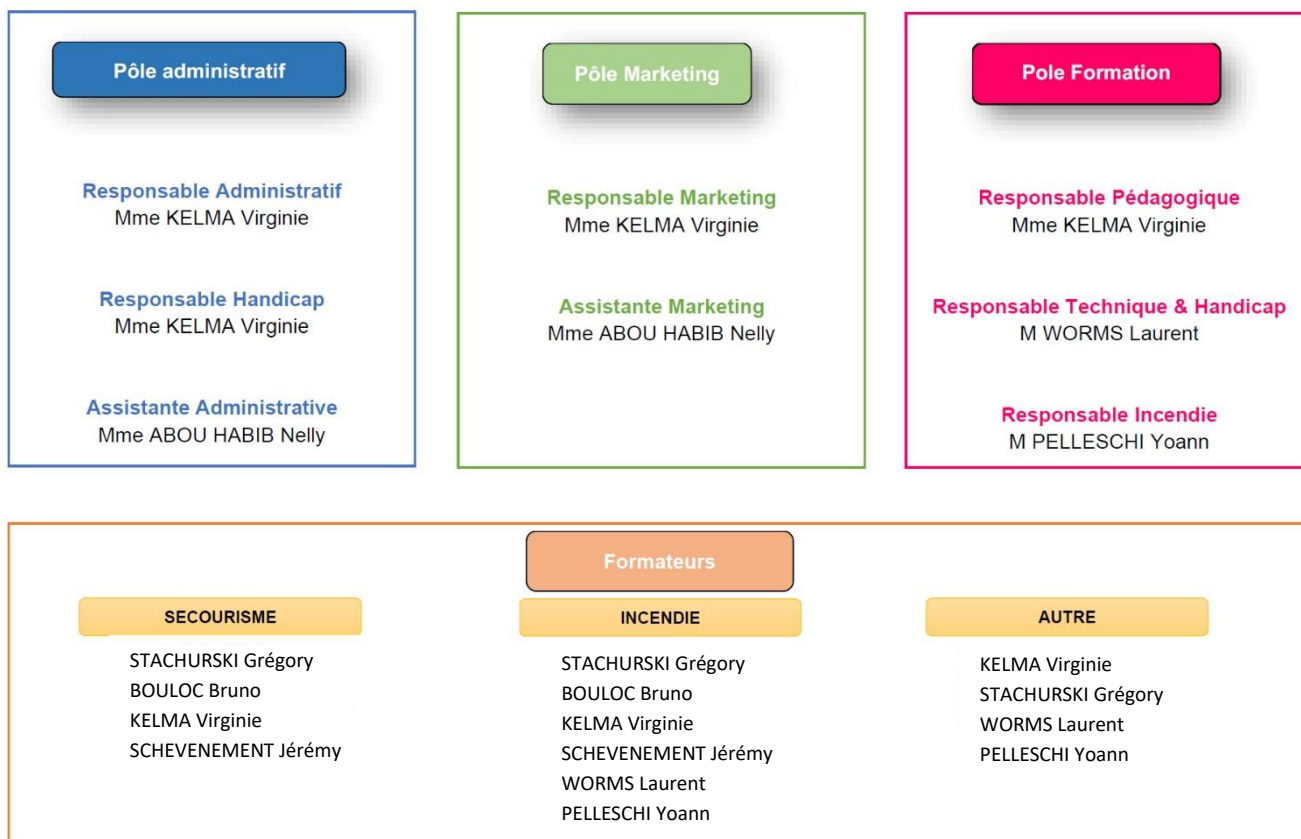 Pôle administratif
Responsable Administratif
Mme KELMA Virginie
Responsable Handicap
Mme KELMA Virginie
Assistante Administrative
Mme ABOU HABIB Nelly
Pôle Marketing
Responsable Marketing
Mme KELMA Virginie
Assistante Marketing
Mme ABOU HABIB Nelly
Pole Formation
Responsable Pédagogique
Mme KELMA Virginie
Responsable Technique & Handicap
M WORMS Laurent
Responsable Incendie
M PELLESCHI Yoann
Formateurs
SECOURISME
STACHURSKI Grégory
BOULOC Bruno
KELMA Virginie
SCHEVENEMENT Jérémy
INCENDIE
STACHURSKI Grégory
BOULOC Bruno
KELMA Virginie
SCHEVENEMENT Jérémy
WORMS Laurent
PELLESCHI Yoann
AUTRE
KELMA Virginie
STACHURSKI Grégory
WORMS Laurent
PELLESCHI Yoann